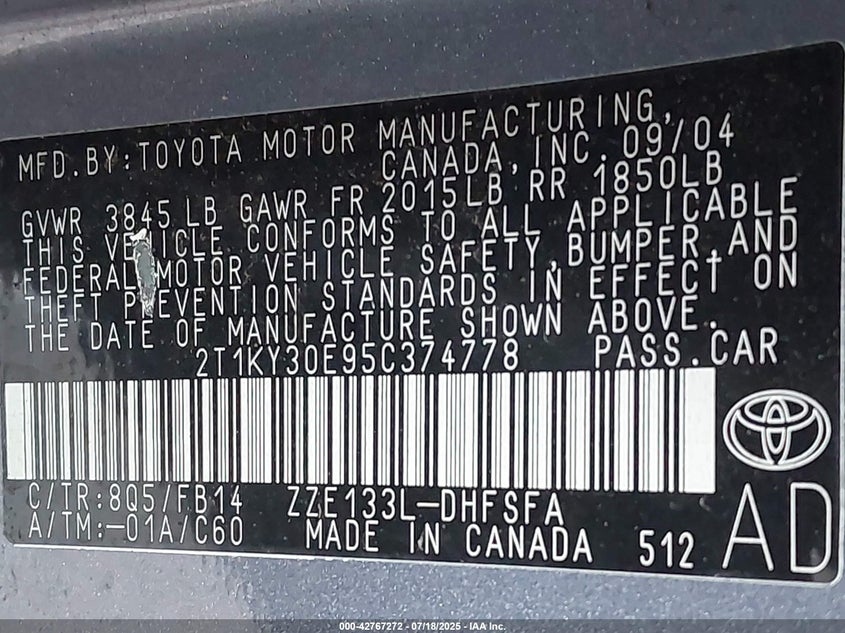 MFD.BY:TOYOTA MOTOR MANUFACTURING,
CANADA,INC.09/04
GVWR 3845LB GAWR FR 2015LB RR 1850LB
THIS VEHICLE CONFORMS TO ALL APPLICABLE
FEDERAL MOTOR VEHICLE SAFETY,BUMPER,AND
THEFT PREVENTION STANDARDS IN EFFECT ON
THE DATE OF MANUFACTURE SHOWN ABOVE.
2T1KY30E95C374778 PASS.CAR
C/TR:8Q5/FB14 ZZE133L-DHFSFA
A/TM:-01A/C60 MADE IN CANADA 512 AD
000-42767272 - 07/18/2025 - IAA Inc.